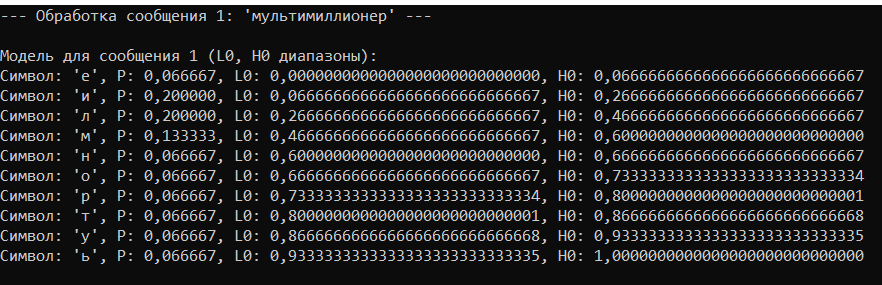 --- Обработка сообщения 1: 'мультимиллионер' ---
Модель для сообщения 1 (L0, H0 диапазоны):
Символ: 'е', P: 0,066667, L0: 0,0000000000000000000000000000, H0: 0,0666666666666666666666666667
Символ: 'и', P: 0,200000, L0: 0,0666666666666666666666666667, H0: 0,2666666666666666666666666667
Символ: 'л', P: 0,200000, L0: 0,2666666666666666666666666667, H0: 0,4666666666666666666666666667
Символ: 'м', P: 0,133333, L0: 0,4666666666666666666666666667, H0: 0,6000000000000000000000000000
Символ: 'н', P: 0,066667, L0: 0,6000000000000000000000000000, H0: 0,6666666666666666666666666667
Символ: 'о', P: 0,066667, L0: 0,6666666666666666666666666667, H0: 0,7333333333333333333333333334
Символ: 'р', P: 0,066667, L0: 0,7333333333333333333333333334, H0: 0,8000000000000000000000000001
Символ: 'т', P: 0,066667, L0: 0,8000000000000000000000000001, H0: 0,8666666666666666666666666668
Символ: 'у', P: 0,066667, L0: 0,8666666666666666666666666668, H0: 0,9333333333333333333333333335
Символ: 'ь', P: 0,066667, L0: 0,9333333333333333333333333335, H0: 1,0000000000000000000000000000